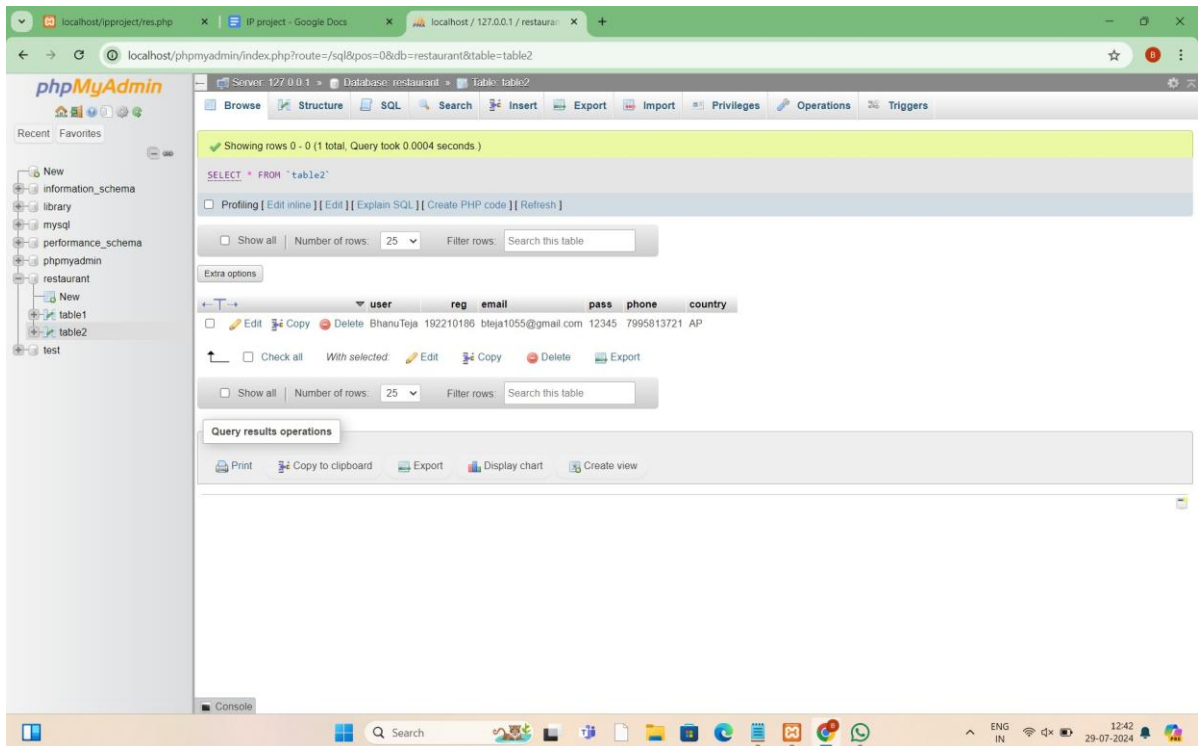 localhost/ipproject/res.php IP project - Google Docs localhost / 127.0.0.1 / restauran
localhost/phpmyadmin/index.php?route=/sql&pos=0&db=restaurant&table=table2 B
phpMyAdmin
Recent Favorites
New
information_schema
library
mysql
performance_schema
phpmyadmin
restaurant
New
table1
table2
test
Server: 127.0.0.1 » Database: restaurant » Table: table2
Browse Structure SQL Search Insert Export Import Privileges Operations Triggers
Showing rows 0 - 0 (1 total, Query took 0.0004 seconds.)
SELECT * FROM `table2`
Profiling [ Edit inline ] [ Edit ] [ Explain SQL ] [ Create PHP code ] [ Refresh ]
Show all | Number of rows: 25 Filter rows: Search this table
Extra options
←T→ user reg email pass phone country
Edit Copy Delete BhanuTeja 192210186 bteja1055@gmail.com 12345 7995813721 AP
Check all With selected: Edit Copy Delete Export
Show all | Number of rows: 25 Filter rows: Search this table
Query results operations
Print Copy to clipboard Export Display chart Create view
Console
Search ENG 12:42
IN 29-07-2024